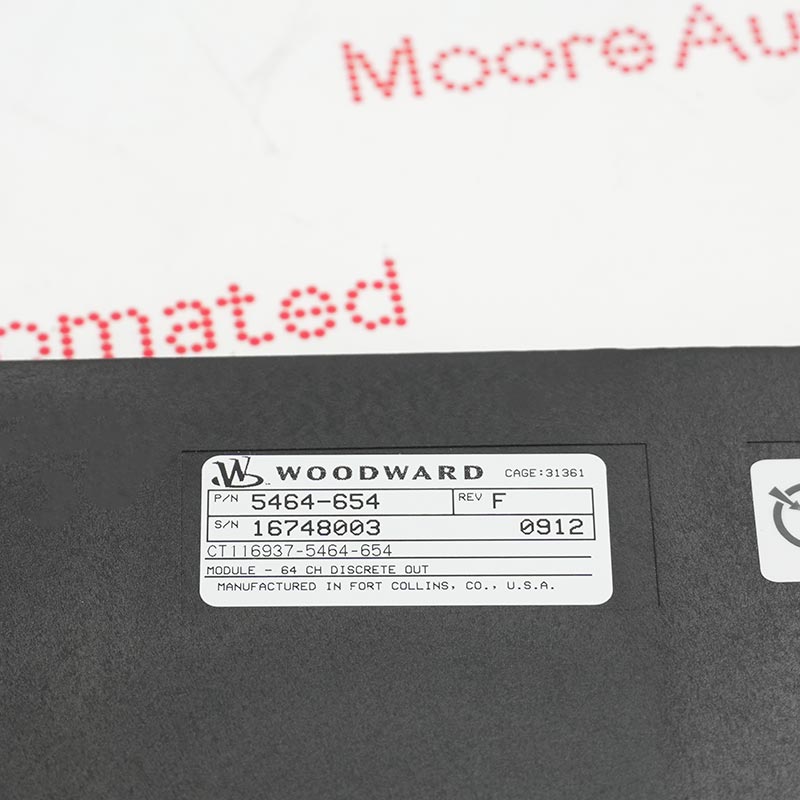 Moore Au
omated
WOODWARD CAGE:31361
P/N 5464-654 REV F
S/N 16748003 0912
CT116937-5464-654
MODULE - 64 CH DISCRETE OUT
MANUFACTURED IN FORT COLLINS, CO., U.S.A.